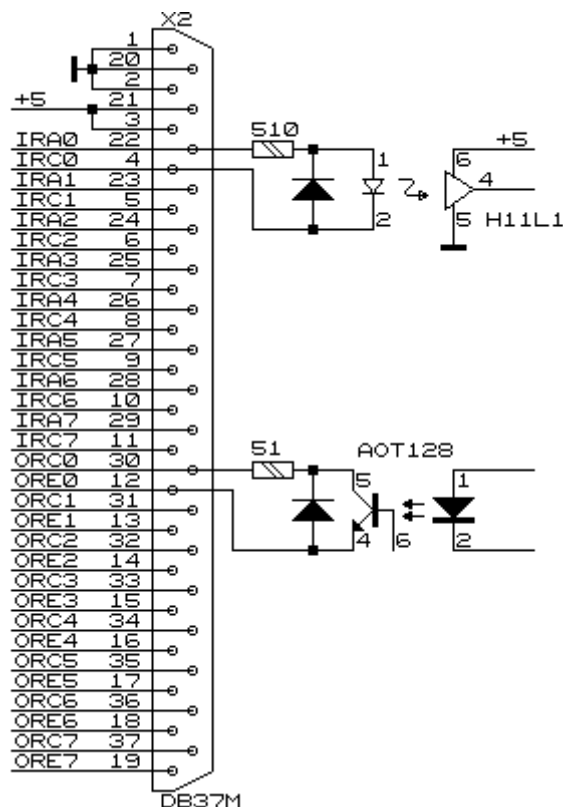 X2
1
20
2
+5 21
3
IRA0 22
IRC0 4
IRA1 23
IRC1 5
IRA2 24
IRC2 6
IRA3 25
IRC3 7
IRA4 26
IRC4 8
IRA5 27
IRC5 9
IRA6 28
IRC6 10
IRA7 29
IRC7 11
ORC0 30
ORE0 12
ORC1 31
ORE1 13
ORC2 32
ORE2 14
ORC3 33
ORE3 15
ORC4 34
ORE4 16
ORC5 35
ORE5 17
ORC6 36
ORE6 18
ORC7 37
ORE7 19
DB37M
510
1
2
+5
6
4
5 H11L1
51
AOT128
5
4 6
1
2